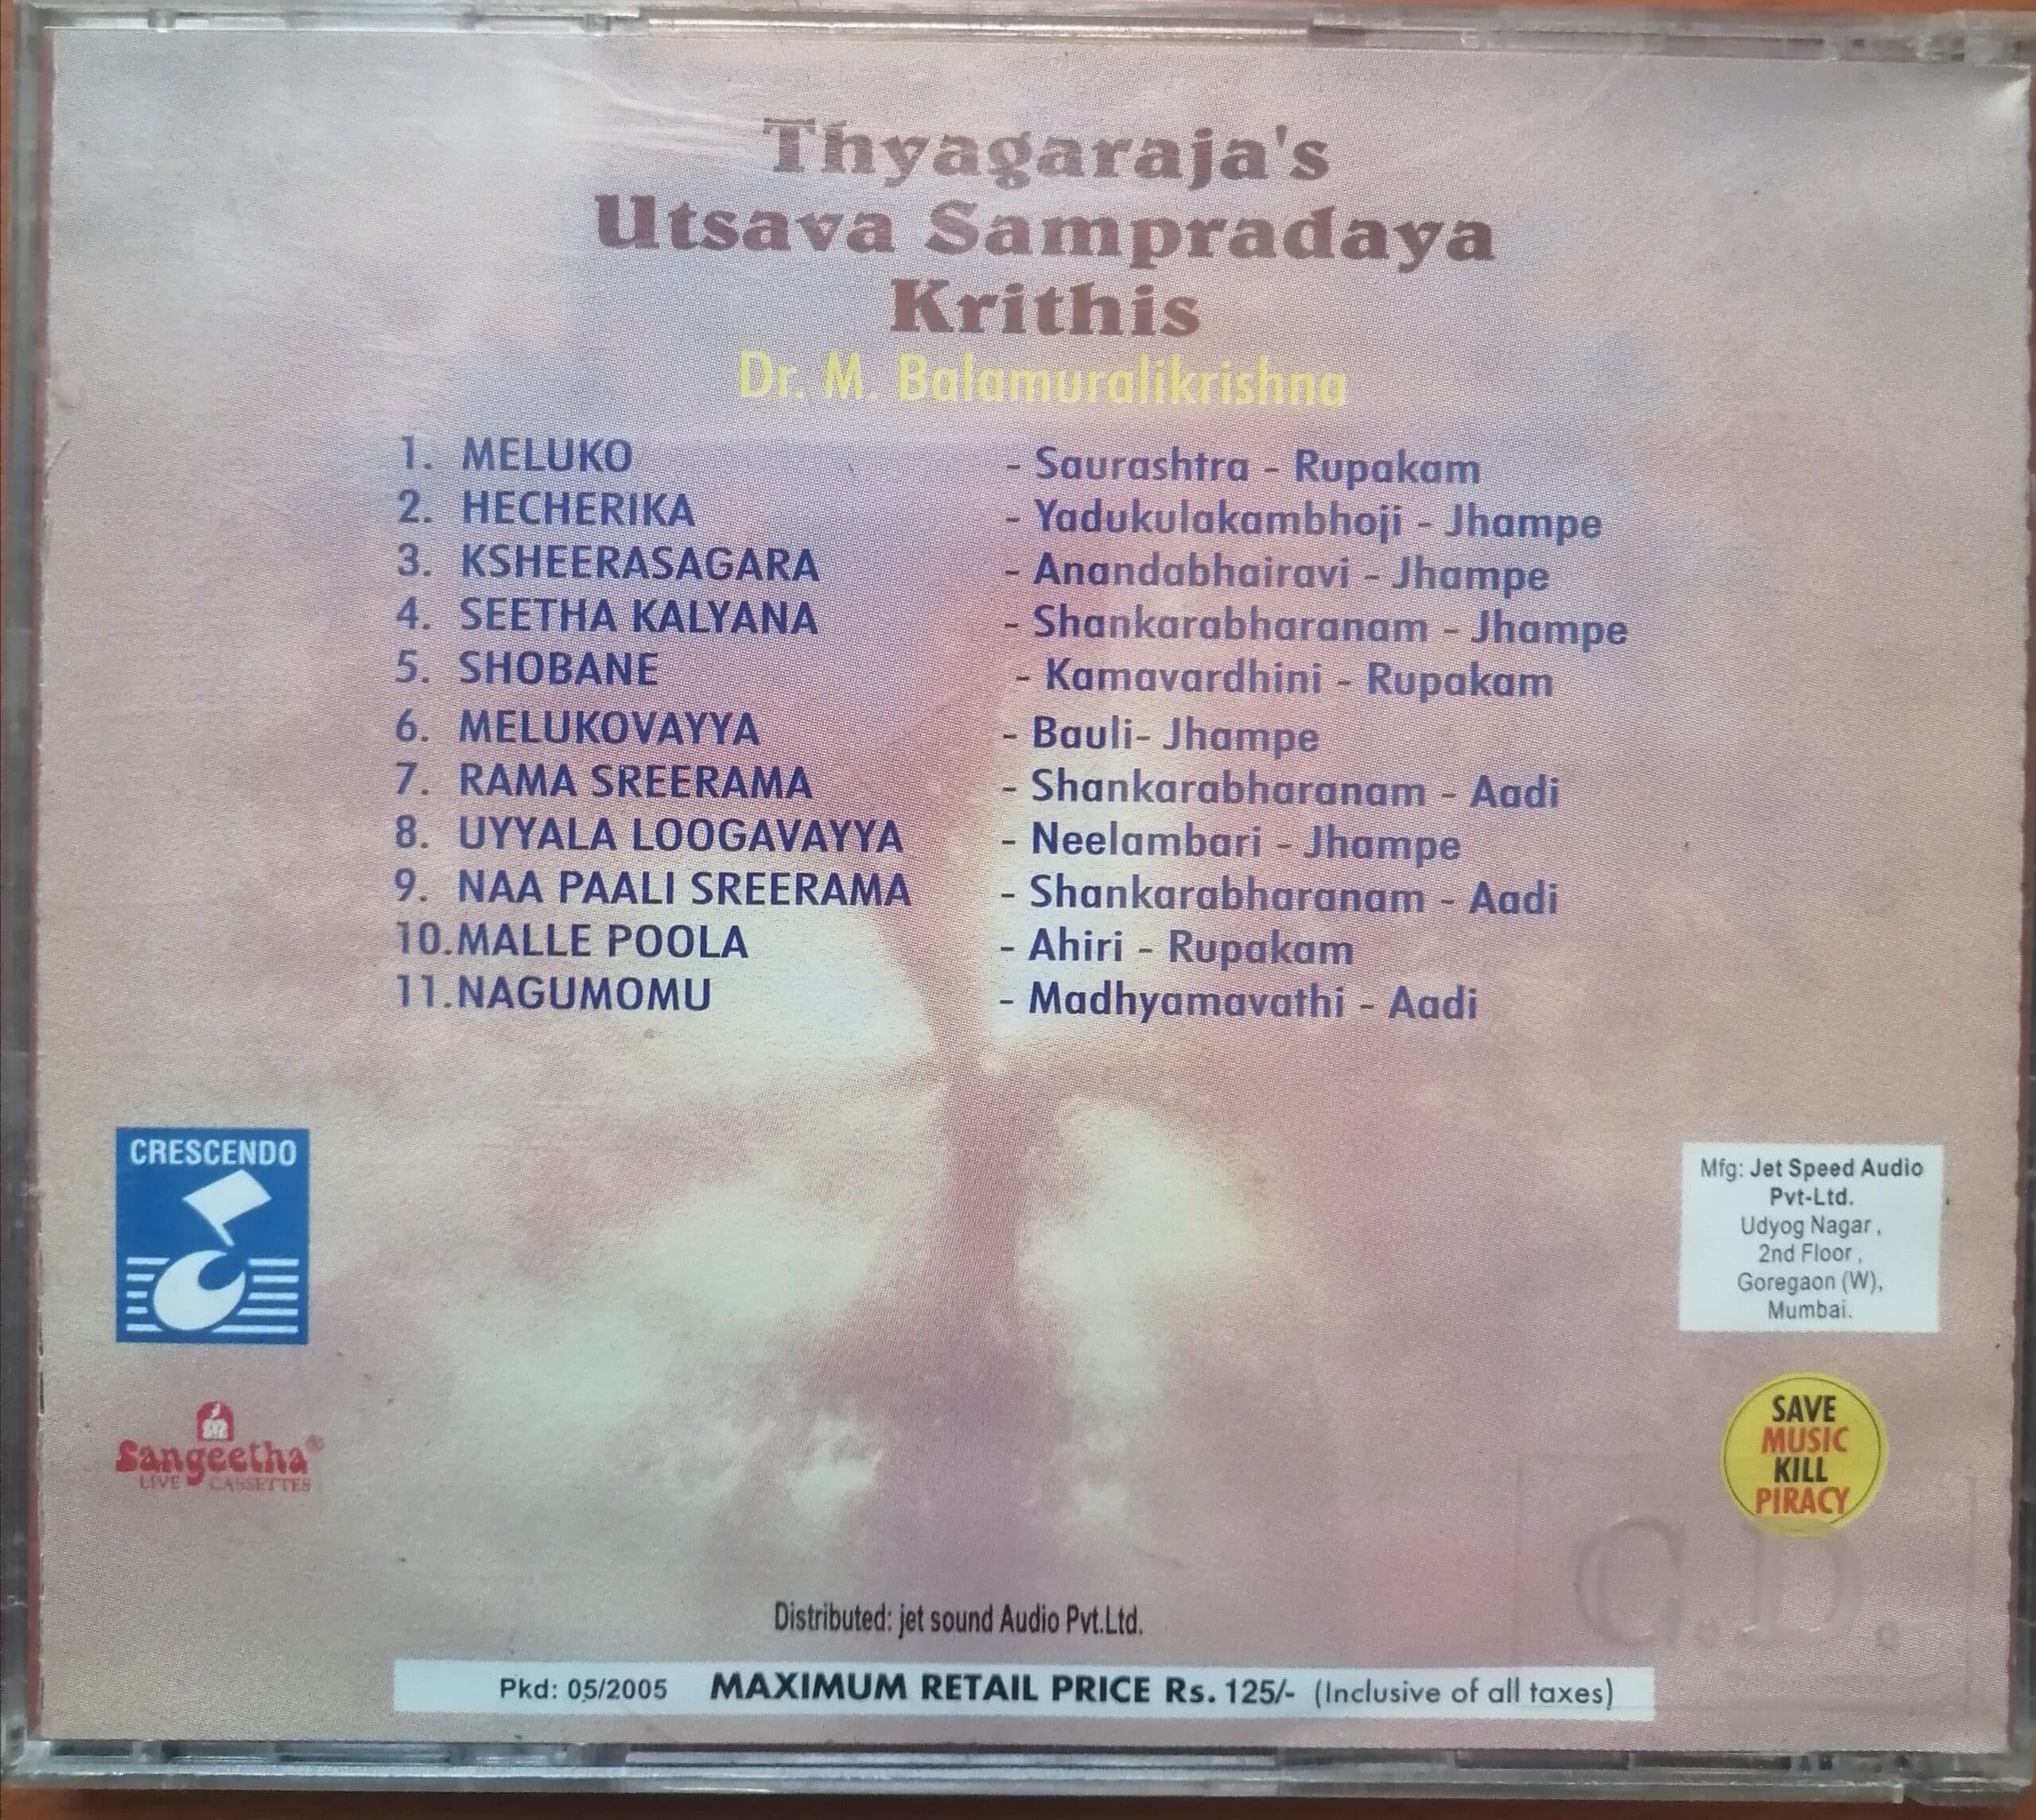 Thyagaraja's
Utsava Sampradaya
Krithis
Dr. M. Balamuralikrishna
1. MELUKO - Saurashtra - Rupakam
2. HECHERIKA - Yadukulakambhoji - Jhampe
3. KSHEERASAGARA - Anandabhairavi - Jhampe
4. SEETHA KALYANA - Shankarabharanam - Jhampe
5. SHOBANE - Kamavardhini - Rupakam
6. MELUKOVAYYA - Bauli- Jhampe
7. RAMA SREERAMA - Shankarabharanam - Aadi
8. UYYALA LOOGAVAYYA - Neelambari - Jhampe
9. NAA PAALI SREERAMA - Shankarabharanam - Aadi
10.MALLE POOLA - Ahiri - Rupakam
11.NAGUMOMU - Madhyamavathi - Aadi
CRESCENDO
Sangeetha®
LIVE CASSETTES
Mfg: Jet Speed Audio
Pvt-Ltd.
Udyog Nagar ,
2nd Floor ,
Goregaon (W),
Mumbai.
SAVE
MUSIC
KILL
PIRACY
C.D.
Distributed: jet sound Audio Pvt.Ltd.
Pkd: 05/2005 MAXIMUM RETAIL PRICE Rs. 125/- (Inclusive of all taxes)